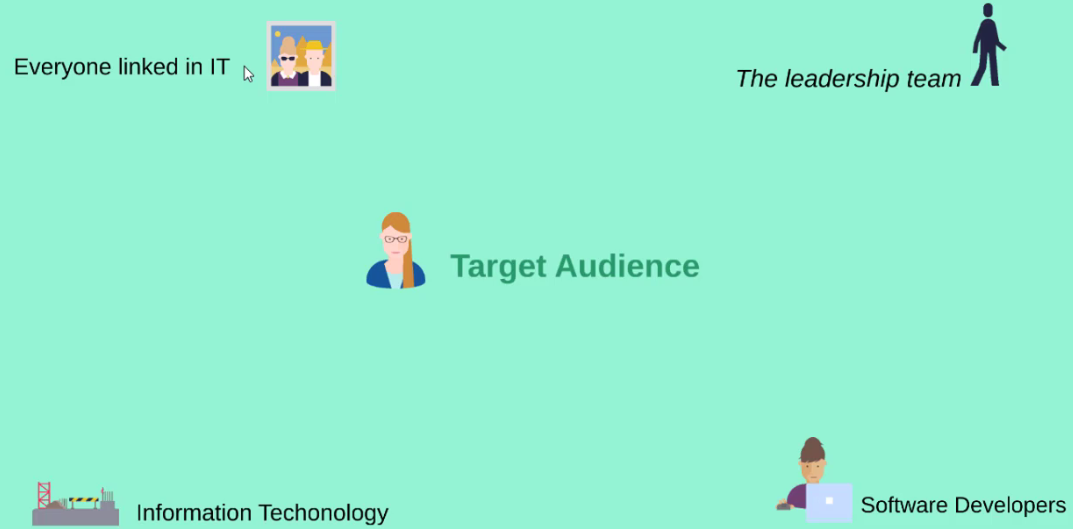 Everyone linked in IT
The leadership team
Target Audience
Information Techonology
Software Developers